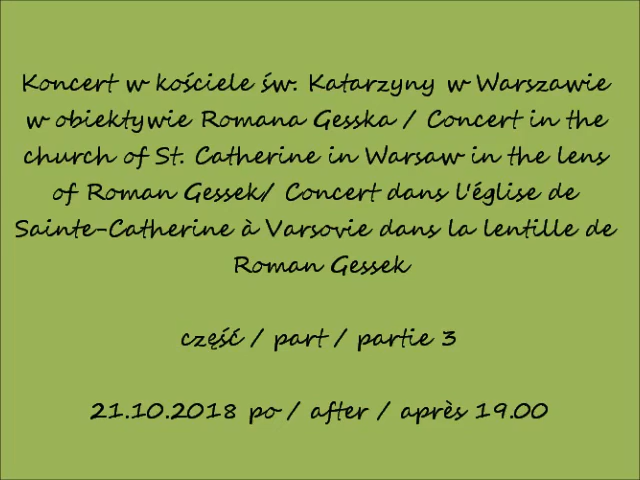 Koncert w kościele św. Katarzyny w Warszawie
w obiektywie Romana Gesska / Concert in the
church of St. Catherine in Warsaw in the lens
of Roman Gessek/ Concert dans l'église de
Sainte-Catherine à Varsovie dans la lentille de
Roman Gessek
część / part / partie 3
21.10.2018 po / after / après 19.00